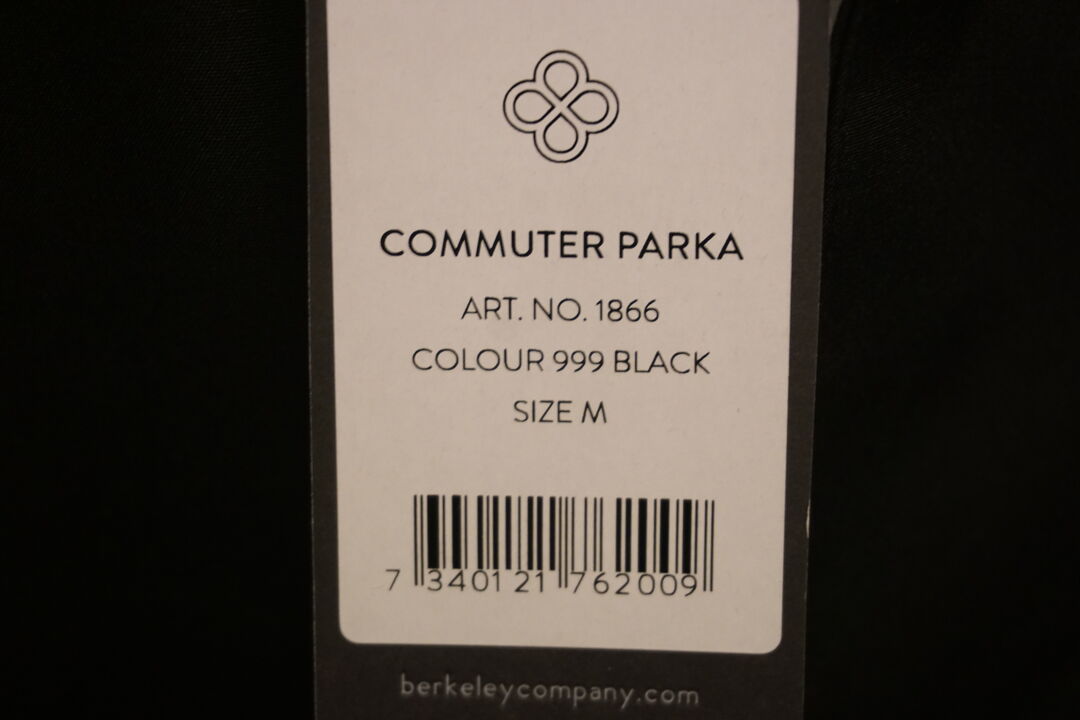 COMMUTER PARKA
ART. NO. 1866
COLOUR 999 BLACK
SIZE M
7 340121 762009
berkeleycompany.com